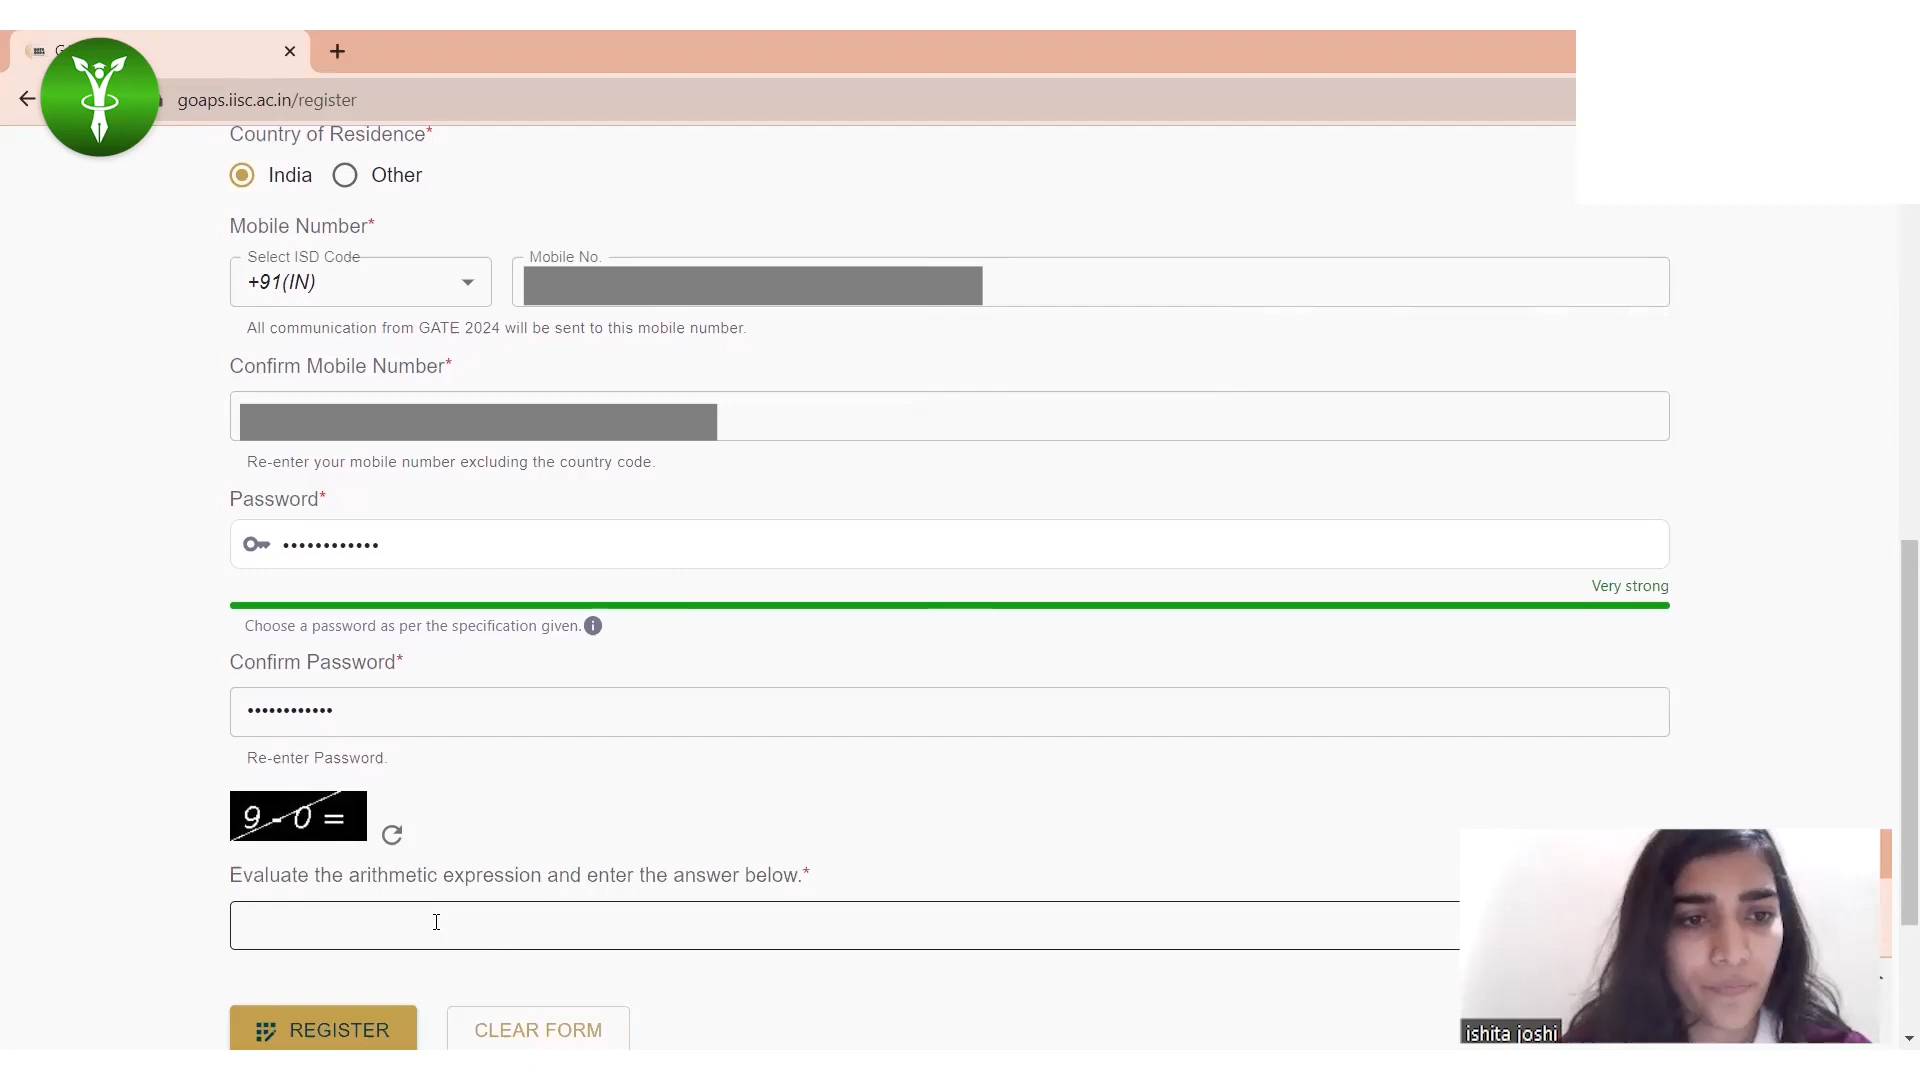 goaps.iisc.ac.in/register
Country of Residence*
India Other
Mobile Number*
Select ISD Code
+91(IN)
Mobile No.
All communication from GATE 2024 will be sent to this mobile number.
Confirm Mobile Number*
Re-enter your mobile number excluding the country code.
Password*
••••••••••••
Very strong
Choose a password as per the specification given.
Confirm Password*
••••••••••••
Re-enter Password.
9 - 0 =
Evaluate the arithmetic expression and enter the answer below.*
REGISTER CLEAR FORM
ishita joshi